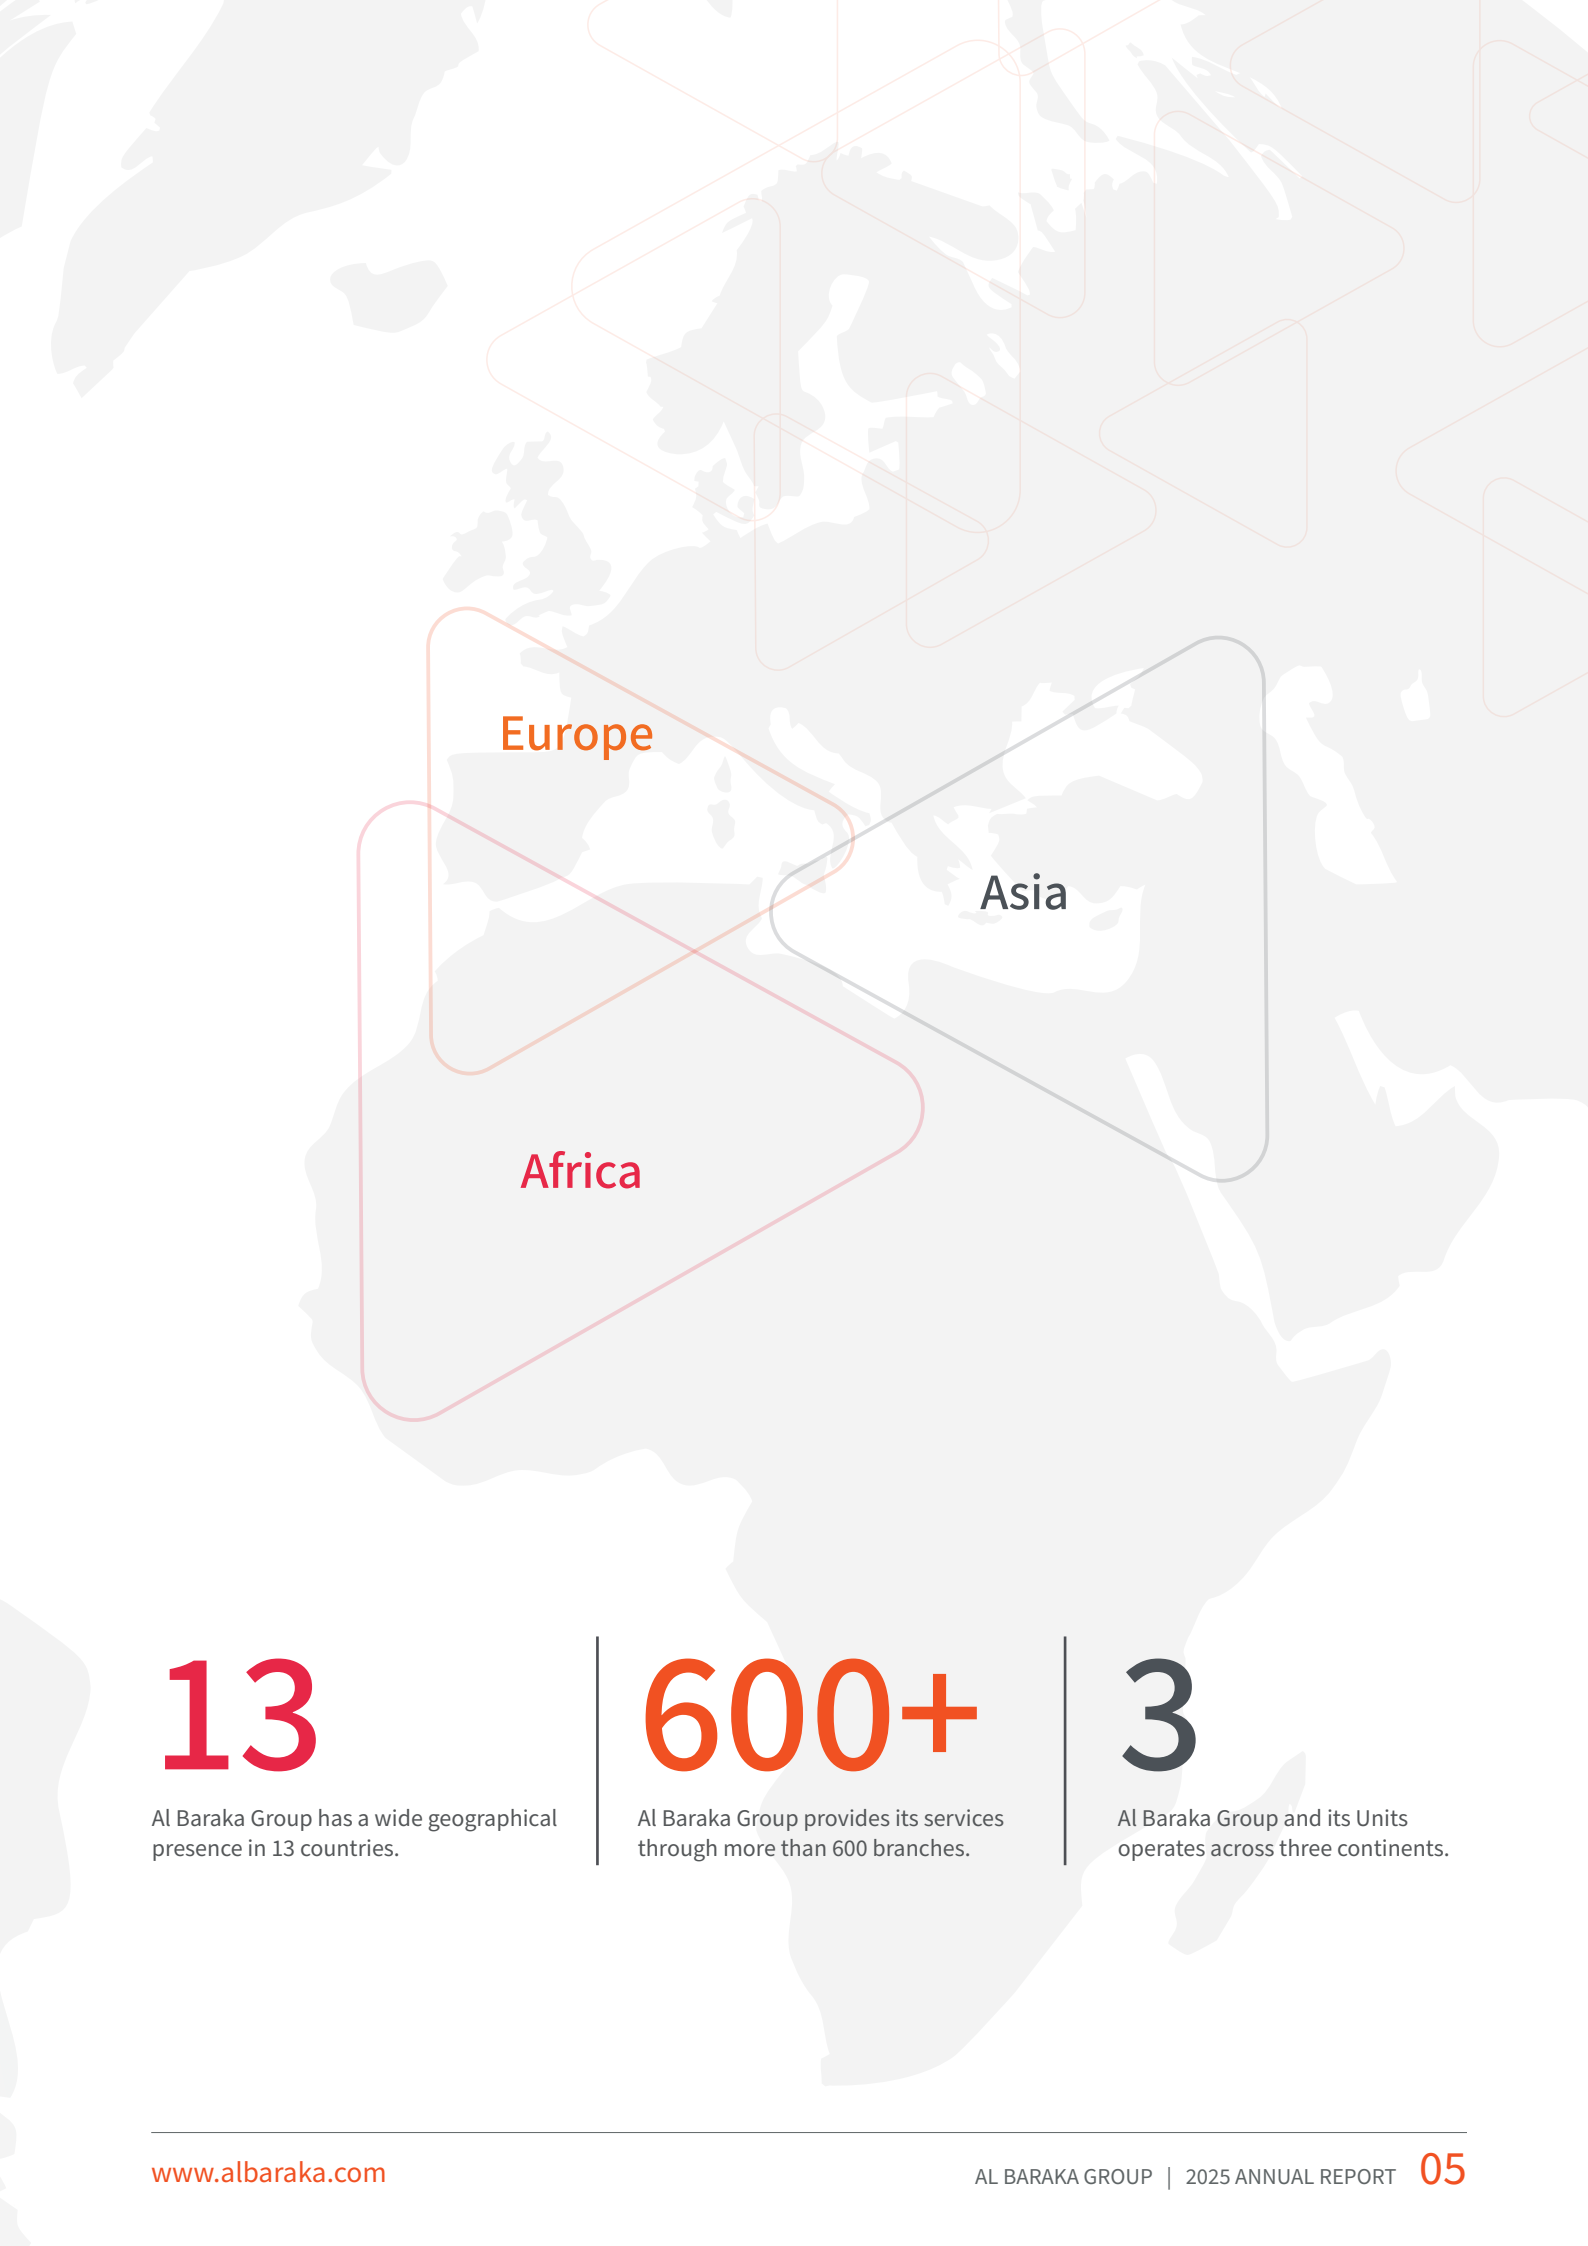 Europe
Asia
Africa
13
Al Baraka Group has a wide geographical
presence in 13 countries.
600+
Al Baraka Group provides its services
through more than 600 branches.
3
Al Baraka Group and its Units
operates across three continents.
www.albaraka.com
AL BARAKA GROUP | 2025 ANNUAL REPORT 05